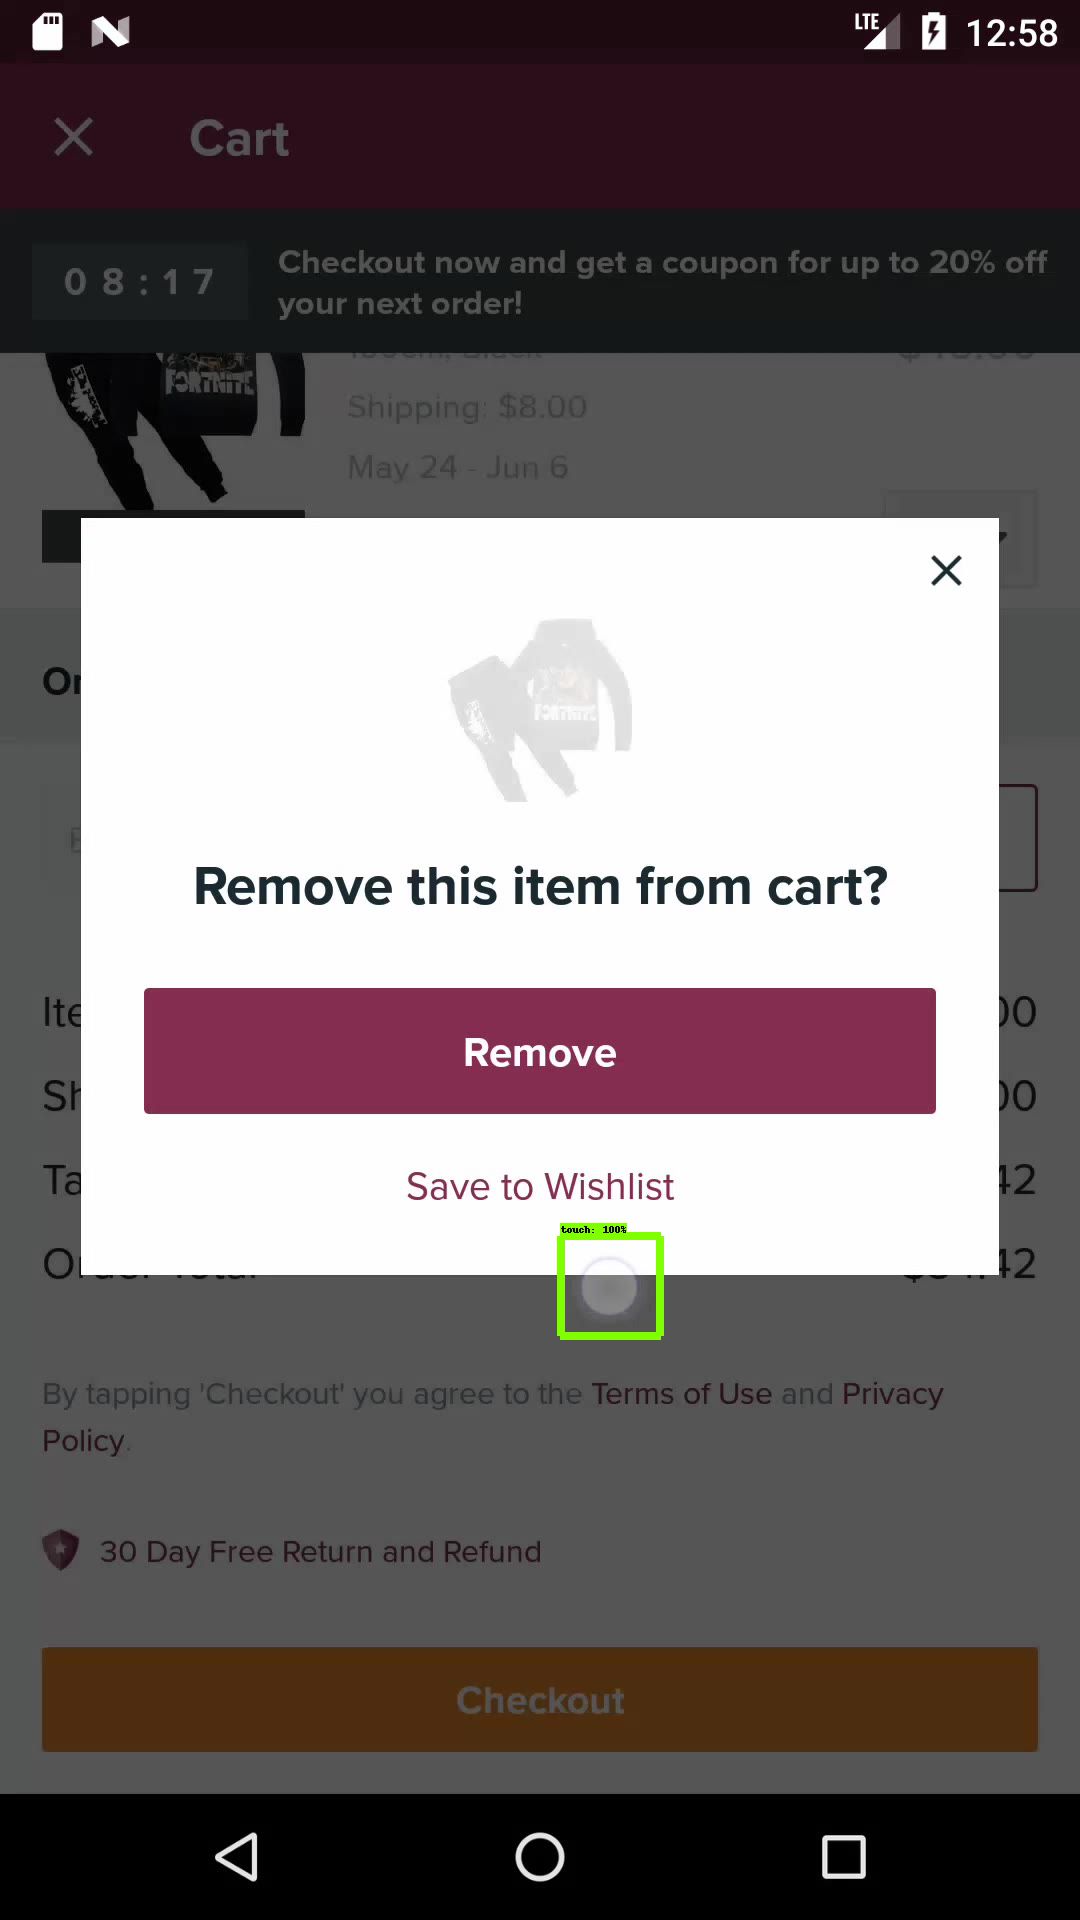 LTE 12:58
Cart
08:17
Checkout now and get a coupon for up to 20% off
your next order!
FORTNITE
Shipping: $8.00
May 24 - Jun 6
FORTNITE
Remove this item from cart?
Remove
Save to Wishlist
touch: 100%
By tapping 'Checkout' you agree to the Terms of Use and Privacy
Policy.
30 Day Free Return and Refund
Checkout